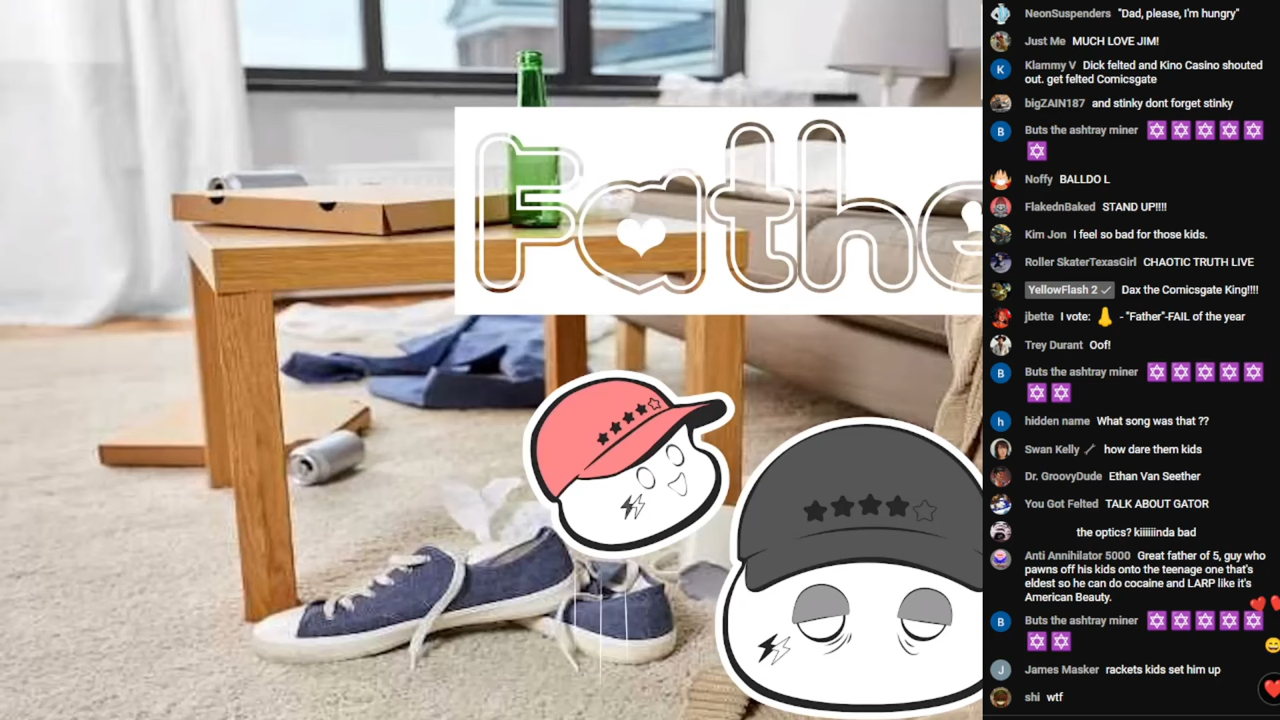 Fathe
NeonSuspenders "Dad, please, I'm hungry"
Just Me MUCH LOVE JIM!
Klammy V Dick felted and Kino Casino shouted
out. get felted Comicsgate
bigZAIN187 and stinky dont forget stinky
Buts the ashtray miner
Noffy BALLDO L
FlakednBaked STAND UP!!!!
Kim Jon I feel so bad for those kids.
Roller SkaterTexasGirl CHAOTIC TRUTH LIVE
YellowFlash 2 Dax the Comicsgate King!!!!
jbette I vote: - "Father"-FAIL of the year
Trey Durant Oof!
Buts the ashtray miner
hidden name What song was that ??
Swan Kelly how dare them kids
Dr. GroovyDude Ethan Van Seether
You Got Felted TALK ABOUT GATOR
the optics? kiiiiiinda bad
Anti Annihilator 5000 Great father of 5, guy who
pawns off his kids onto the teenage one that's
eldest so he can do cocaine and LARP like it's
American Beauty.
Buts the ashtray miner
James Masker rackets kids set him up
shi wtf